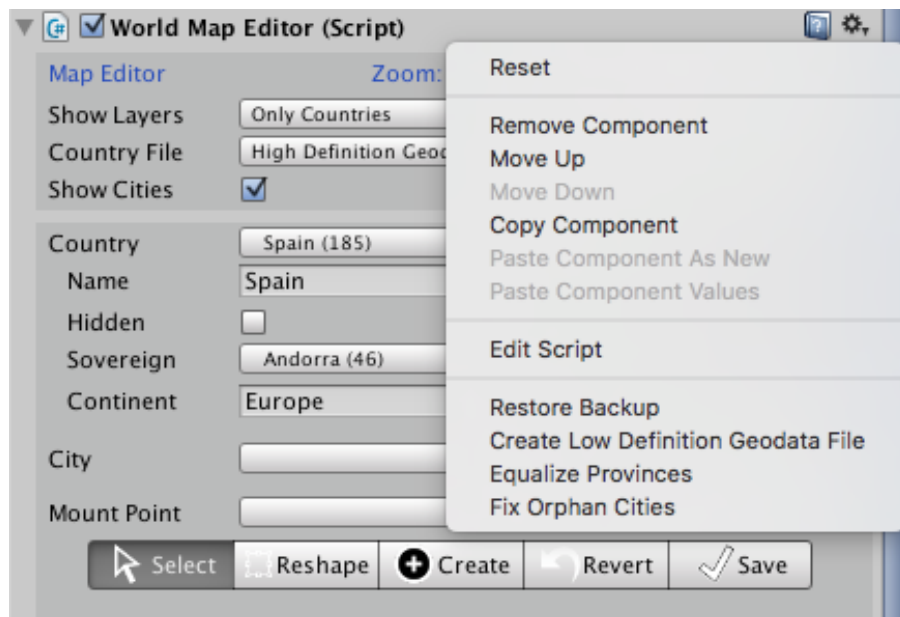 World Map Editor (Script)
Map Editor Zoom:
Show Layers Only Countries
Country File High Definition
Show Cities
Country Spain (185)
Name Spain
Hidden
Sovereign Andorra (46)
Continent Europe
City
Mount Point
Select Reshape Create Revert Save
Reset
Remove Component
Move Up
Move Down
Copy Component
Paste Component As New
Paste Component Values
Edit Script
Restore Backup
Create Low Definition Geodata File
Equalize Provinces
Fix Orphan Cities